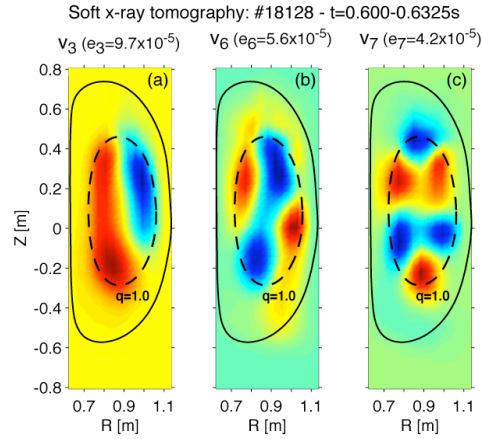 Soft x-ray tomography: #18128 - t=0.600-0.6325s
v3 (e3=9.7x10-5) v6 (e6=5.6x10-5) v7 (e7=4.2x10-5)
0.8 (a) (b) (c)
0.6
0.4
0.2
0
Z [m]
-0.2
q=1.0 q=1.0 q=1.0
-0.4
-0.6
-0.8
0.7 0.9 1.1 0.7 0.9 1.1 0.7 0.9 1.1
R [m] R [m] R [m]